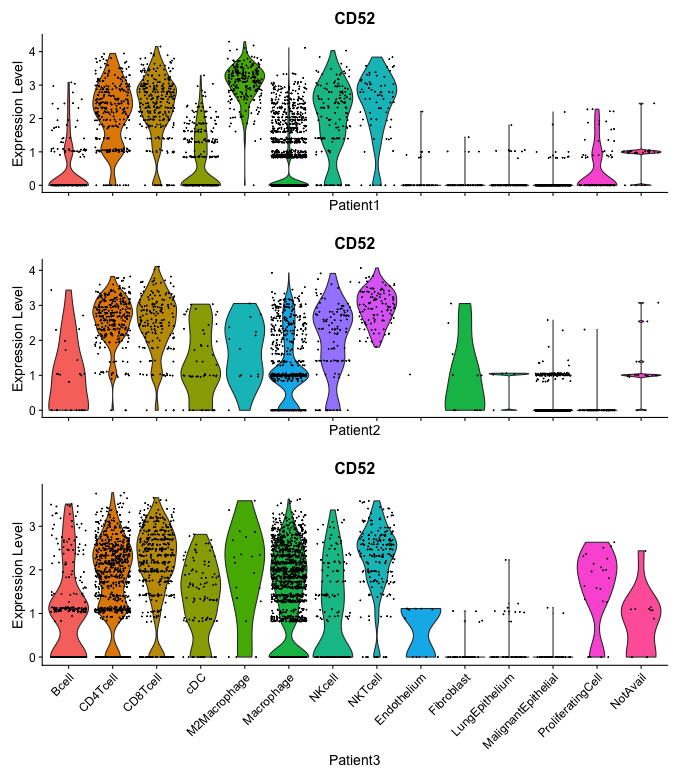 CD52
Expression Level
4
3
2
1
0
Patient1
CD52
Expression Level
4
3
2
1
0
Patient2
CD52
Expression Level
3
2
1
0
Bcell
CD4Tcell
CD8Tcell
cDC
M2Macrophage
Macrophage
NKcell
NKTcell
Endothelium
Fibroblast
LungEpithelium
MalignantEpithelial
ProliferatingCell
NotAvail
Patient3